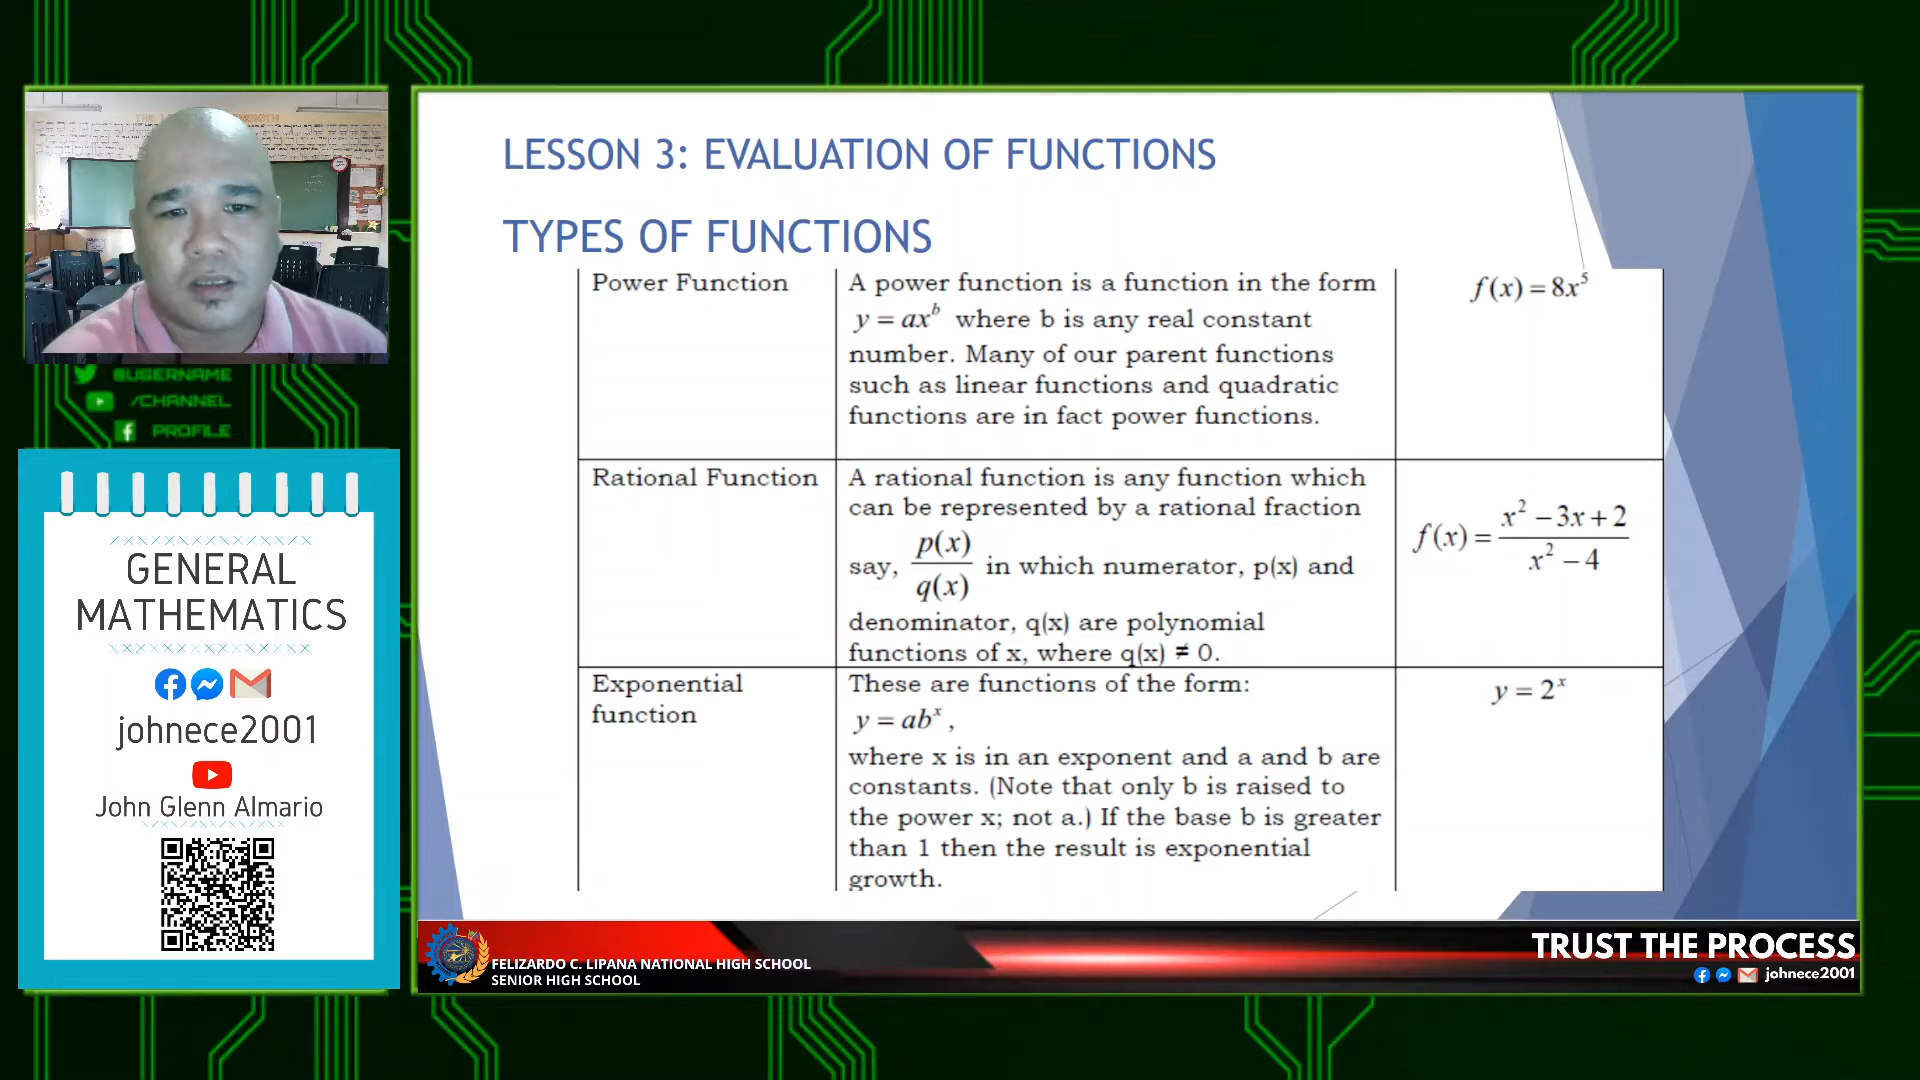 LESSON 3: EVALUATION OF FUNCTIONS
TYPES OF FUNCTIONS
Power Function
A power function is a function in the form
y = ax^b where b is any real constant
number. Many of our parent functions
such as linear functions and quadratic
functions are in fact power functions.
f(x) = 8x^5
Rational Function
A rational function is any function which
can be represented by a rational fraction
say, p(x)/q(x) in which numerator, p(x) and
denominator, q(x) are polynomial
functions of x, where q(x) ≠ 0.
f(x) = (x^2 − 3x + 2)/(x^2 − 4)
Exponential
function
These are functions of the form:
y = ab^x,
where x is in an exponent and a and b are
constants. (Note that only b is raised to
the power x; not a.) If the base b is greater
than 1 then the result is exponential
growth.
y = 2^x
@USERNAME
/CHANNEL
PROFILE
GENERAL
MATHEMATICS
johnece2001
John Glenn Almario
FELIZARDO C. LIPANA NATIONAL HIGH SCHOOL
SENIOR HIGH SCHOOL
TRUST THE PROCESS
johnece2001